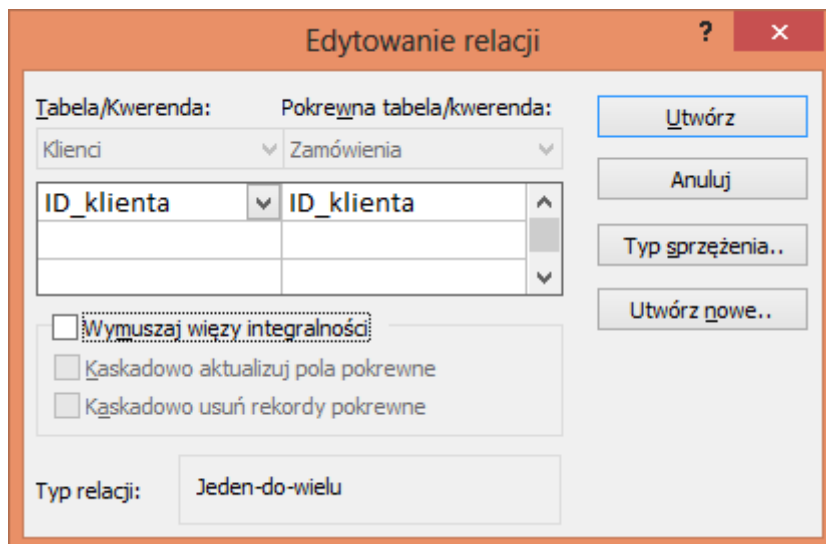 Edytowanie relacji
?
Tabela/Kwerenda:
Pokrewna tabela/kwerenda:
Klienci
Zamówienia
ID_klienta
ID_klienta
Wymuszaj więzy integralności
Kaskadowo aktualizuj pola pokrewne
Kaskadowo usuń rekordy pokrewne
Typ relacji:
Jeden-do-wielu
Utwórz
Anuluj
Typ sprzężenia..
Utwórz nowe..